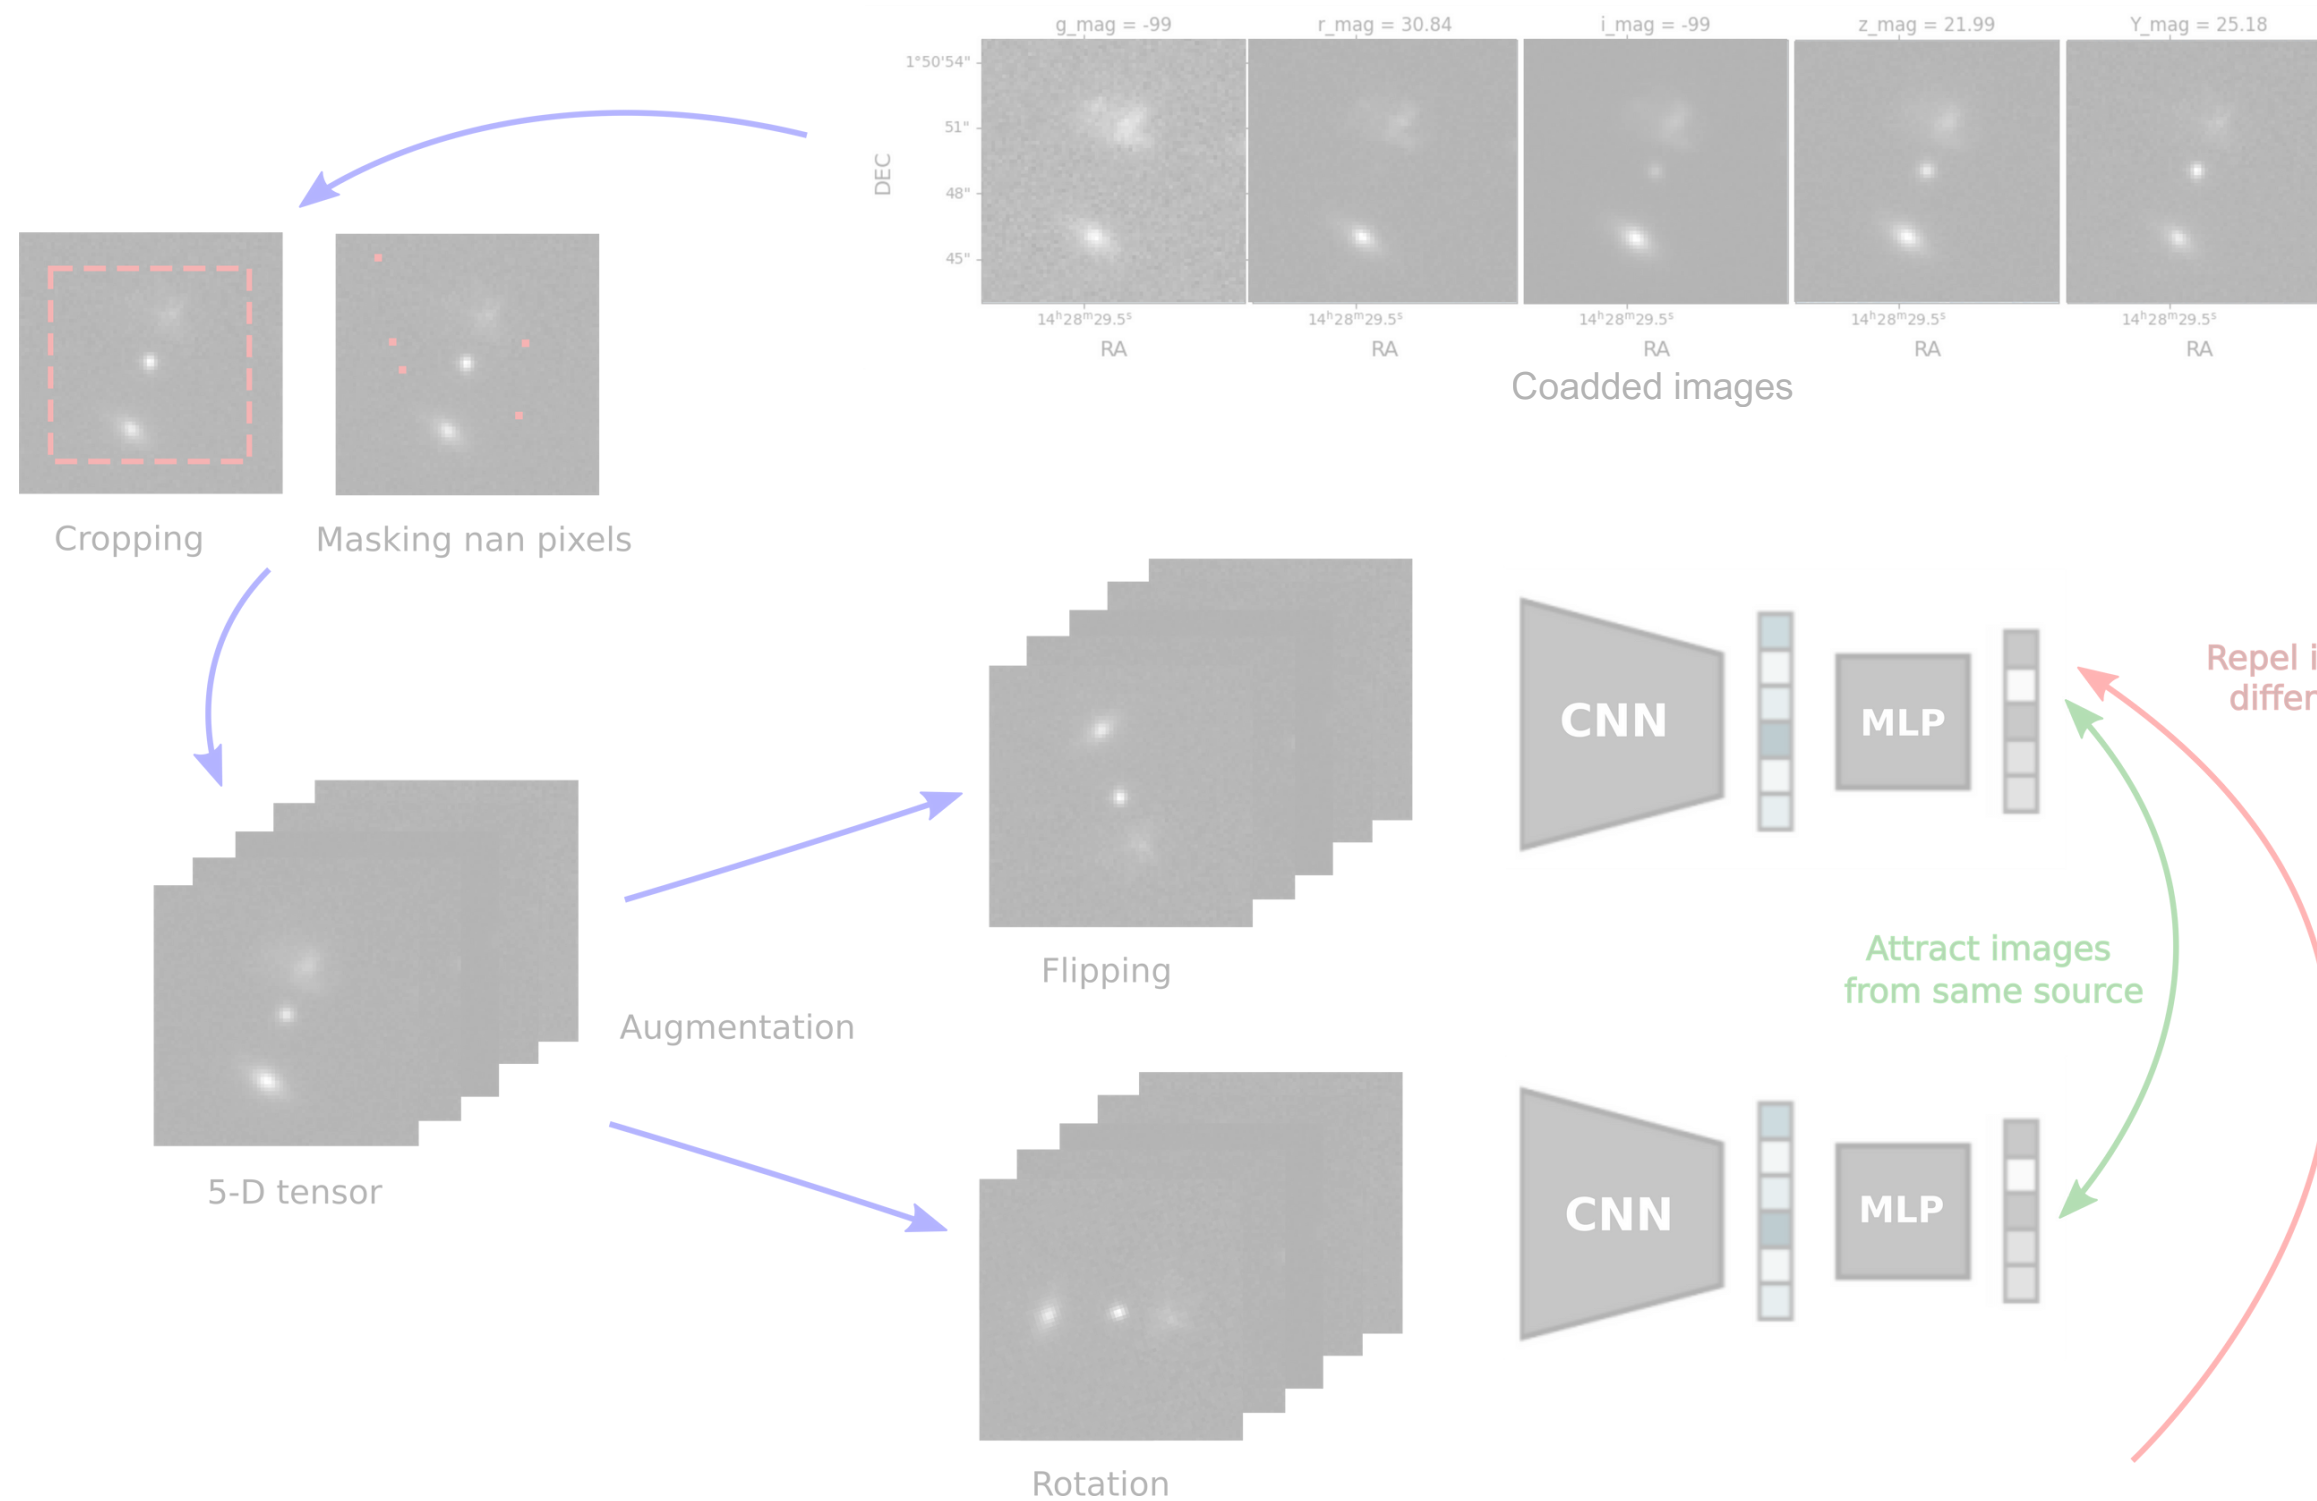 g_mag = -99
r_mag = 30.84
i_mag = -99
z_mag = 21.99
Y_mag = 25.18
1°50'54"
51"
48"
45"
DEC
14ʰ28ᵐ29.5ˢ
14ʰ28ᵐ29.5ˢ
14ʰ28ᵐ29.5ˢ
14ʰ28ᵐ29.5ˢ
14ʰ28ᵐ29.5ˢ
RA
RA
RA
RA
RA
Coadded images
Cropping
Masking nan pixels
CNN
MLP
Repel
Attract images
from same source
Flipping
Augmentation
5-D tensor
CNN
MLP
Rotation